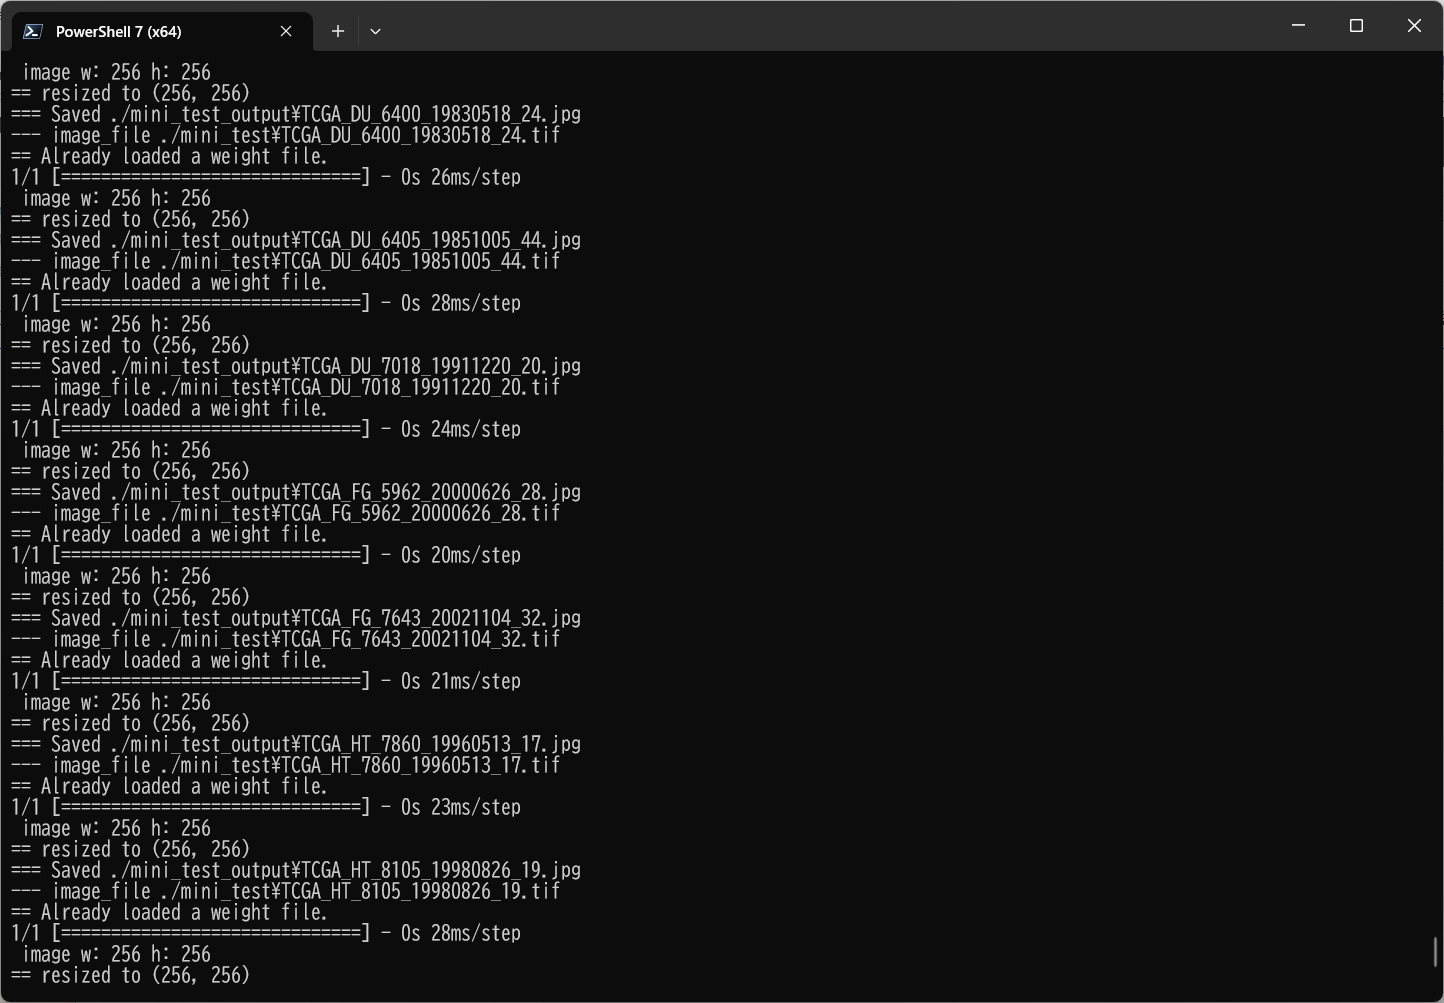 PowerShell 7 (x64)
image w: 256 h: 256
== resized to (256, 256)
=== Saved ./mini_test_output¥TCGA_DU_6400_19830518_24.jpg
--- image_file ./mini_test¥TCGA_DU_6400_19830518_24.tif
== Already loaded a weight file.
1/1 [==============================] - 0s 26ms/step
image w: 256 h: 256
== resized to (256, 256)
=== Saved ./mini_test_output¥TCGA_DU_6405_19851005_44.jpg
--- image_file ./mini_test¥TCGA_DU_6405_19851005_44.tif
== Already loaded a weight file.
1/1 [==============================] - 0s 28ms/step
image w: 256 h: 256
== resized to (256, 256)
=== Saved ./mini_test_output¥TCGA_DU_7018_19911220_20.jpg
--- image_file ./mini_test¥TCGA_DU_7018_19911220_20.tif
== Already loaded a weight file.
1/1 [==============================] - 0s 24ms/step
image w: 256 h: 256
== resized to (256, 256)
=== Saved ./mini_test_output¥TCGA_FG_5962_20000626_28.jpg
--- image_file ./mini_test¥TCGA_FG_5962_20000626_28.tif
== Already loaded a weight file.
1/1 [==============================] - 0s 20ms/step
image w: 256 h: 256
== resized to (256, 256)
=== Saved ./mini_test_output¥TCGA_FG_7643_20021104_32.jpg
--- image_file ./mini_test¥TCGA_FG_7643_20021104_32.tif
== Already loaded a weight file.
1/1 [==============================] - 0s 21ms/step
image w: 256 h: 256
== resized to (256, 256)
=== Saved ./mini_test_output¥TCGA_HT_7860_19960513_17.jpg
--- image_file ./mini_test¥TCGA_HT_7860_19960513_17.tif
== Already loaded a weight file.
1/1 [==============================] - 0s 23ms/step
image w: 256 h: 256
== resized to (256, 256)
=== Saved ./mini_test_output¥TCGA_HT_8105_19980826_19.jpg
--- image_file ./mini_test¥TCGA_HT_8105_19980826_19.tif
== Already loaded a weight file.
1/1 [==============================] - 0s 28ms/step
image w: 256 h: 256
== resized to (256, 256)